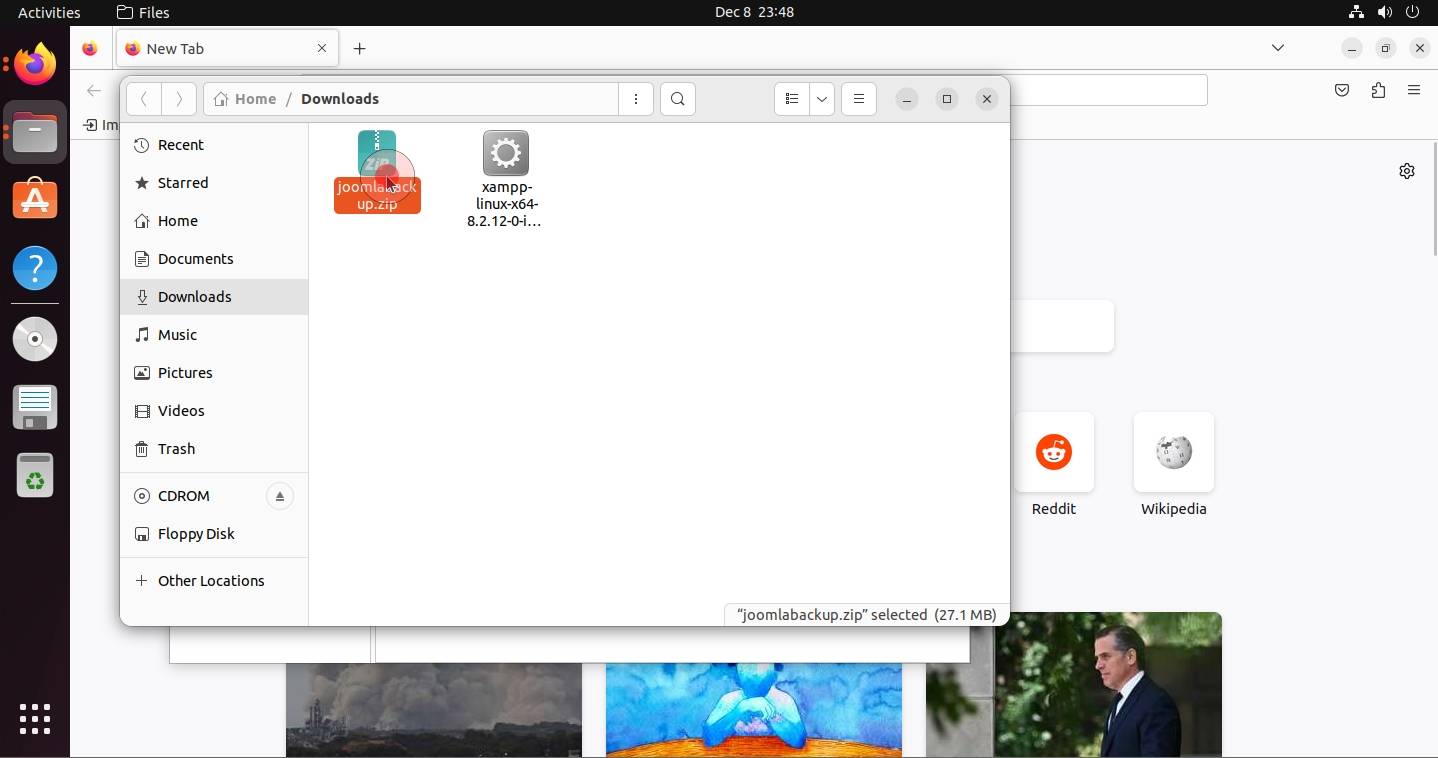 Activities Files Dec 8 23:48
New Tab
Im
Home / Downloads
Recent
Starred
Home
Documents
Downloads
Music
Pictures
Videos
Trash
CDROM
Floppy Disk
Other Locations
ZiP
joomlaback
up.zip
xampp-
linux-x64-
8.2.12-0-i...
"joomlabackup.zip" selected (27.1 MB)
Reddit
Wikipedia